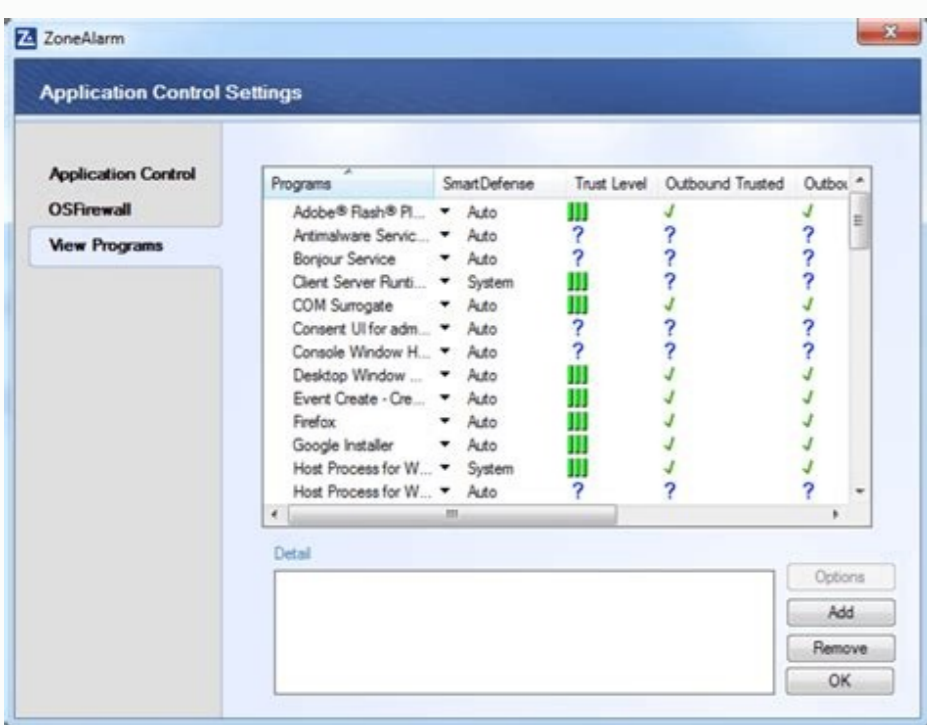 ZoneAlarm
Application Control Settings
Application Control
OSFirewall
View Programs
Programs SmartDefense Trust Level Outbound Trusted Outbou
Adobe® Flash® Pl... Auto
Antimalware Servic... Auto ? ? ?
Bonjour Service Auto ? ? ?
Client Server Runti... System ? ?
COM Surrogate Auto
Consent UI for adm... Auto ? ? ?
Console Window H... Auto ? ? ?
Desktop Window ... Auto
Event Create - Cre... Auto
Firefox Auto
Google Installer Auto
Host Process for W... System
Host Process for W... Auto ? ? ?
Detail
Options
Add
Remove
OK